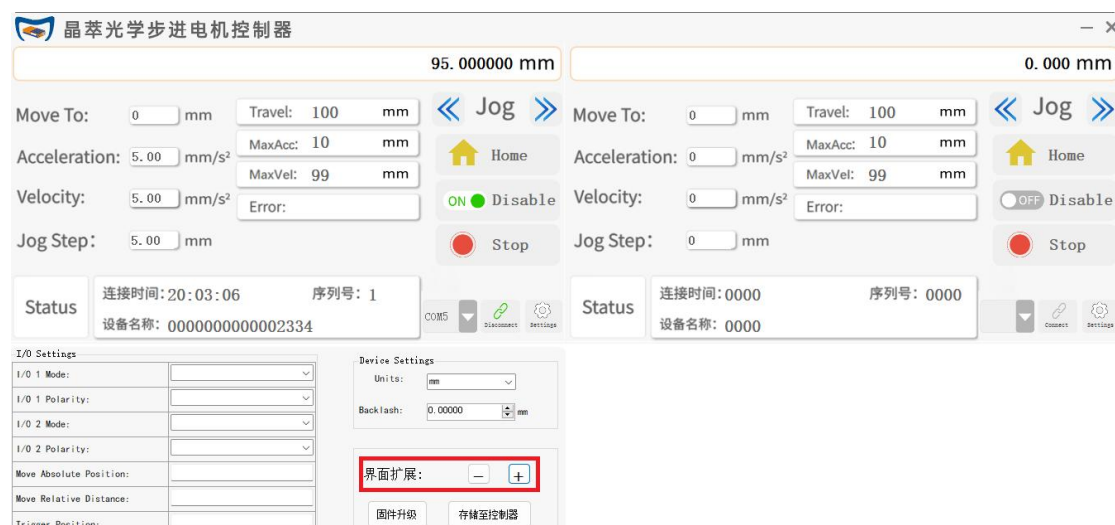 晶萃光学步进电机控制器
95.000000 mm
0.000 mm
Move To: 0 mm
Travel: 100 mm
Jog
Acceleration: 5.00 mm/s²
MaxAcc: 10 mm
Home
MaxVel: 99 mm
Velocity: 5.00 mm/s²
ON Disable
Error:
Jog Step: 5.00 mm
Stop
Status
连接时间:20:03:06 序列号: 1
设备名称: 0000000000002334
COM5
Disconnect
Settings
Move To: 0 mm
Travel: 100 mm
Jog
Acceleration: 0 mm/s²
MaxAcc: 10 mm
Home
MaxVel: 99 mm
Velocity: 0 mm/s²
OFF Disable
Error:
Jog Step: 0 mm
Stop
Status
连接时间:0000 序列号: 0000
设备名称: 0000
Connect
Settings
I/O Settings
I/O 1 Mode:
I/O 1 Polarity:
I/O 2 Mode:
I/O 2 Polarity:
Move Absolute Position:
Move Relative Distance:
Trigger Position:
Device Settings
Units: mm
Backlash: 0.00000 mm
界面扩展: − +
固件升级 存储至控制器